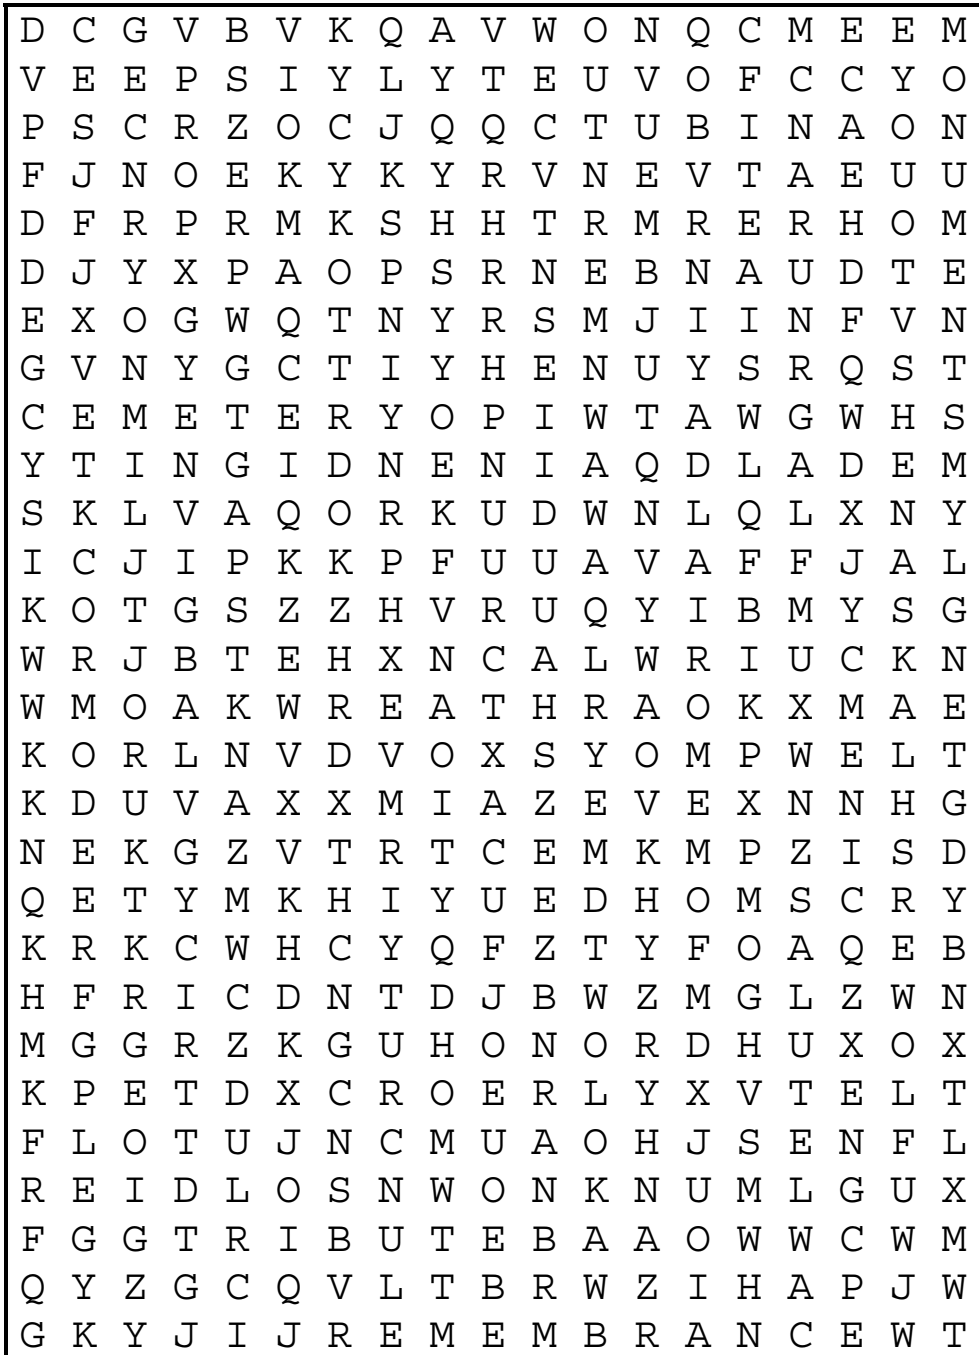 D C G V B V K Q A V W O N Q C M E E M
V E E P S I Y L Y T E U V O F C C Y O
P S C R Z O C J Q Q C T U B I N A O N
F J N O E K Y K Y R V N E V T A E U U
D F R P R M K S H H T R M R E R H O M
D J Y X P A O P S R N E B N A U D T E
E X O G W Q T N Y R S M J I I N F V N
G V N Y G C T I Y H E N U Y S R Q S T
C E M E T E R Y O P I W T A W G W H S
Y T I N G I D N E N I A Q D L A D E M
S K L V A Q O R K U D W N L Q L X N Y
I C J I P K K P F U U A V A F F J A L
K O T G S Z Z H V R U Q Y I B M Y S G
W R J B T E H X N C A L W R I U C K N
W M O A K W R E A T H R A O K X M A E
K O R L N V D V O X S Y O M P W E L T
K D U V A X X M I A Z E V E X N N H G
N E K G Z V T R T C E M K M P Z I S D
Q E T Y M K H I Y U E D H O M S C R Y
K R K C W H C Y Q F Z T Y F O A Q E B
H F R I C D N T D J B W Z M G L Z W N
M G G R Z K G U H O N O R D H U X O X
K P E T D X C R O E R L Y X V T E L T
F L O T U J N C M U A O H J S E N F L
R E I D L O S N W O N K N U M L G U X
F G G T R I B U T E B A A O W W C W M
Q Y Z G C Q V L T B R W Z I H A P J W
G K Y J I J R E M E M B R A N C E W T